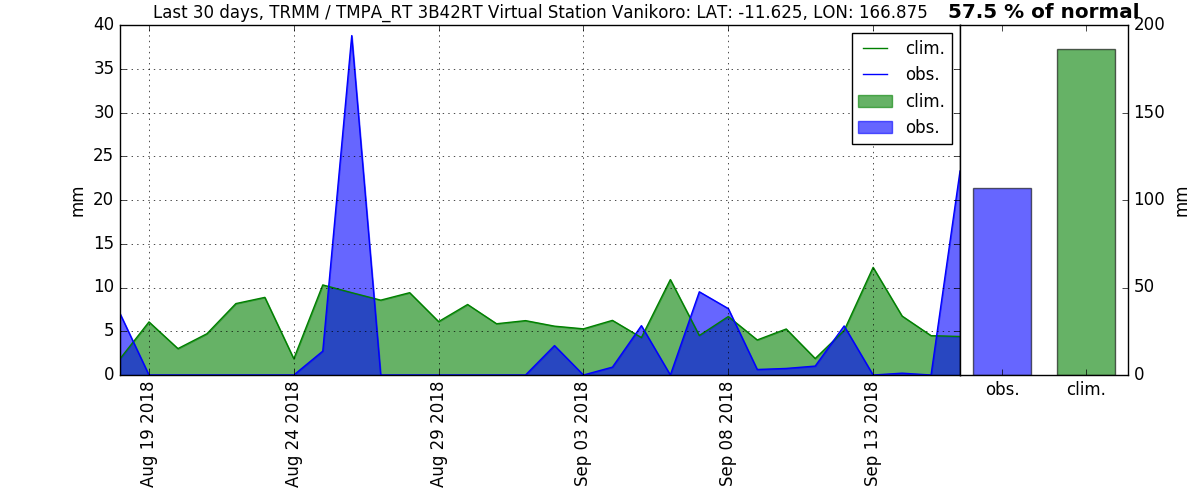 Last 30 days, TRMM / TMPA_RT 3B42RT Virtual Station Vanikoro: LAT: -11.625, LON: 166.875
57.5 % of normal
40
35
30
25
20
15
10
5
0
mm
clim.
obs.
clim.
obs.
200
150
100
50
0
mm
Aug 19 2018
Aug 24 2018
Aug 29 2018
Sep 03 2018
Sep 08 2018
Sep 13 2018
obs.
clim.